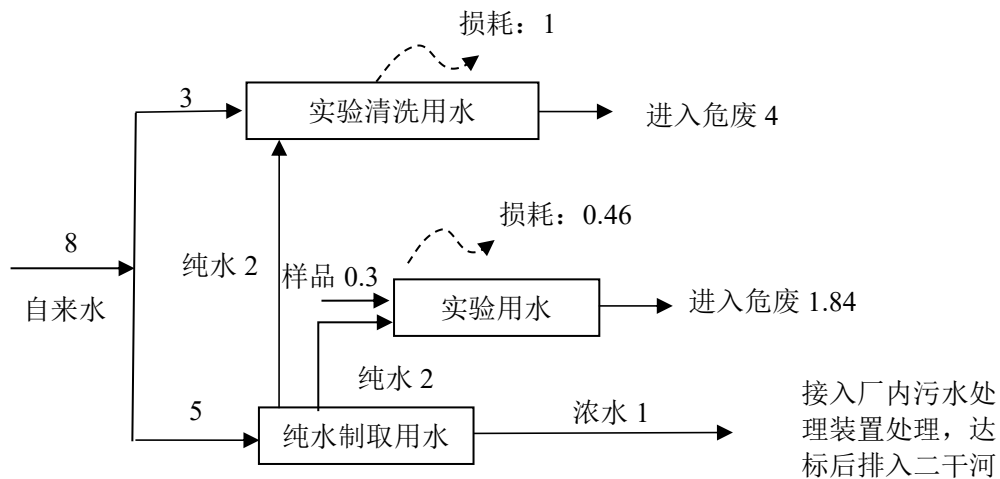 损耗：1
3
实验清洗用水
进入危废 4
损耗：0.46
8
纯水 2
样品 0.3
自来水
实验用水
进入危废 1.84
纯水 2
5
纯水制取用水
浓水 1
接入厂内污水处
理装置处理，达
标后排入二干河